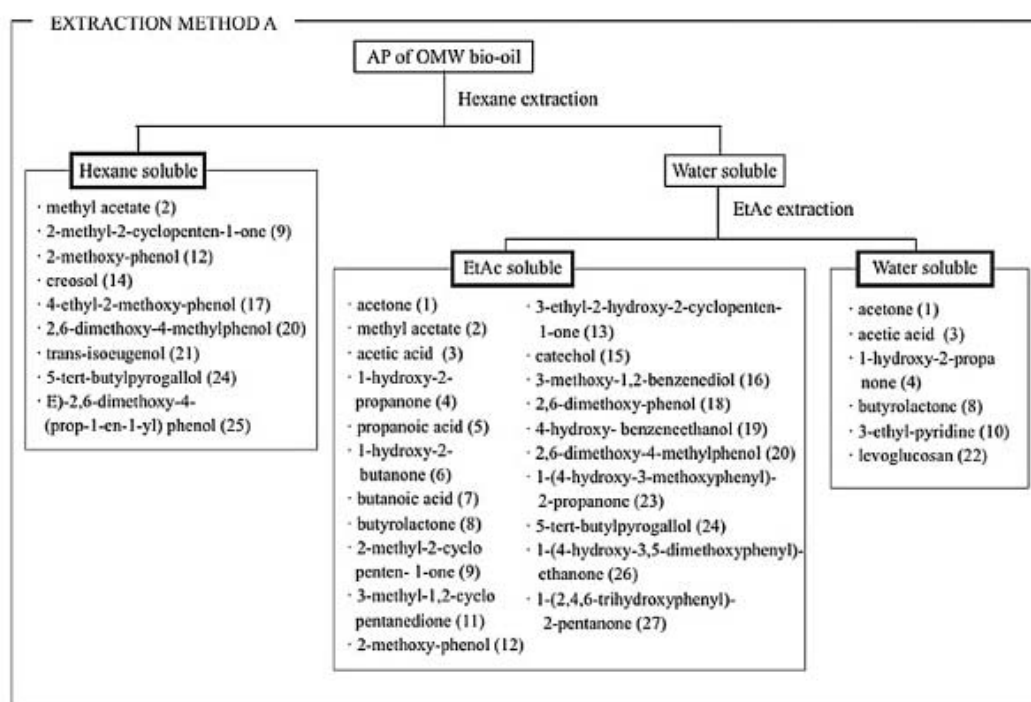 EXTRACTION METHOD A
AP of OMW bio-oil
Hexane extraction
Hexane soluble
· methyl acetate (2)
· 2-methyl-2-cyclopenten-1-one (9)
· 2-methoxy-phenol (12)
· creosol (14)
· 4-ethyl-2-methoxy-phenol (17)
· 2,6-dimethoxy-4-methylphenol (20)
· trans-isoeugenol (21)
· 5-tert-butylpyrogallol (24)
· E)-2,6-dimethoxy-4-
(prop-1-en-1-yl) phenol (25)
Water soluble
EtAc extraction
EtAc soluble
· acetone (1)
· methyl acetate (2)
· acetic acid (3)
· 1-hydroxy-2-
propanone (4)
· propanoic acid (5)
· 1-hydroxy-2-
butanone (6)
· butanoic acid (7)
· butyrolactone (8)
· 2-methyl-2-cyclo
penten- 1-one (9)
· 3-methyl-1,2-cyclo
pentanedione (11)
· 2-methoxy-phenol (12)
· 3-ethyl-2-hydroxy-2-cyclopenten-
1-one (13)
· catechol (15)
· 3-methoxy-1,2-benzenediol (16)
· 2,6-dimethoxy-phenol (18)
· 4-hydroxy- benzeneethanol (19)
· 2,6-dimethoxy-4-methylphenol (20)
· 1-(4-hydroxy-3-methoxyphenyl)-
2-propanone (23)
· 5-tert-butylpyrogallol (24)
· 1-(4-hydroxy-3,5-dimethoxyphenyl)-
ethanone (26)
· 1-(2,4,6-trihydroxyphenyl)-
2-pentanone (27)
Water soluble
· acetone (1)
· acetic acid (3)
· 1-hydroxy-2-propa
none (4)
· butyrolactone (8)
· 3-ethyl-pyridine (10)
· levoglucosan (22)